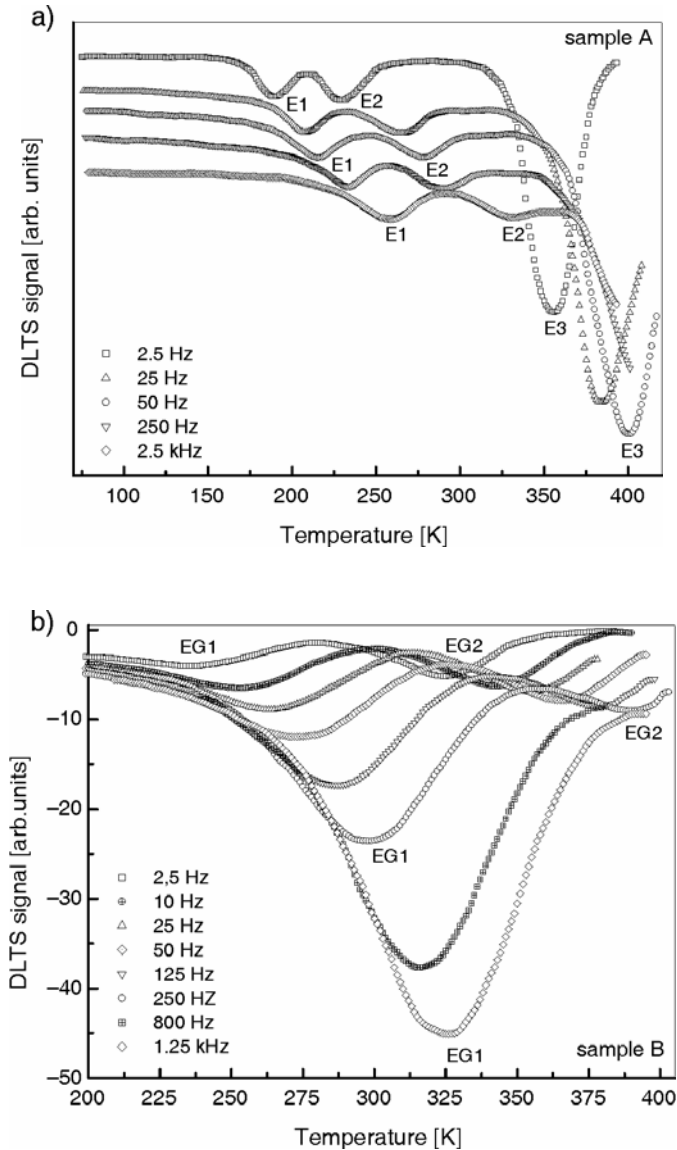 a)
sample A
E1
E2
E1
E2
E1
E2
E3
E3
DLTS signal [arb. units]
2.5 Hz
25 Hz
50 Hz
250 Hz
2.5 kHz
100 150 200 250 300 350 400
Temperature [K]
b)
0
−10
−20
−30
−40
−50
EG1
EG2
EG2
EG1
EG1
DLTS signal [arb.units]
2,5 Hz
10 Hz
25 Hz
50 Hz
125 Hz
250 HZ
800 Hz
1.25 kHz
sample B
200 225 250 275 300 325 350 375 400
Temperature [K]